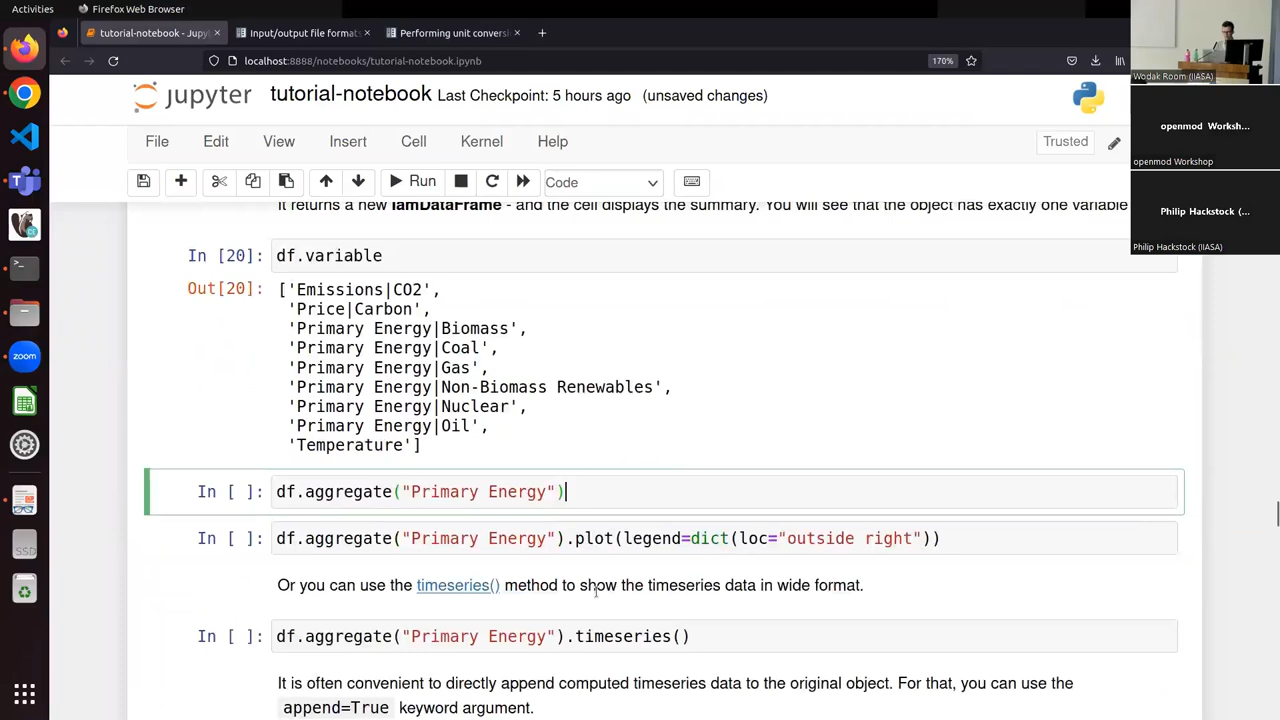 Activities
Firefox Web Browser
tutorial-notebook - Jupyt
Input/output file formats
Performing unit conversi
localhost:8888/notebooks/tutorial-notebook.ipynb
170%
jupyter
tutorial-notebook Last Checkpoint: 5 hours ago (unsaved changes)
File Edit View Insert Cell Kernel Help
Trusted
Run
Code
It returns a new IamDataFrame - and the cell displays the summary. You will see that the object has exactly one variable
In [20]: df.variable
Out[20]: ['Emissions|CO2',
'Price|Carbon',
'Primary Energy|Biomass',
'Primary Energy|Coal',
'Primary Energy|Gas',
'Primary Energy|Non-Biomass Renewables',
'Primary Energy|Nuclear',
'Primary Energy|Oil',
'Temperature']
In [ ]: df.aggregate("Primary Energy")
In [ ]: df.aggregate("Primary Energy").plot(legend=dict(loc="outside right"))
Or you can use the timeseries() method to show the timeseries data in wide format.
In [ ]: df.aggregate("Primary Energy").timeseries()
It is often convenient to directly append computed timeseries data to the original object. For that, you can use the
append=True keyword argument.
zoom
SSD
Wodak Room (IIASA)
openmod Worksh...
openmod Workshop
Philip Hackstock (...
Philip Hackstock (IIASA)